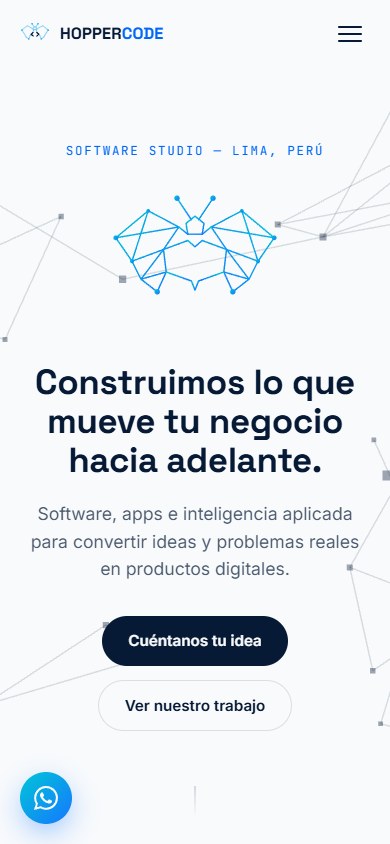 HOPPERCODE
SOFTWARE STUDIO — LIMA, PERÚ
Construimos lo que
mueve tu negocio
hacia adelante.
Software, apps e inteligencia aplicada
para convertir ideas y problemas reales
en productos digitales.
Cuéntanos tu idea
Ver nuestro trabajo